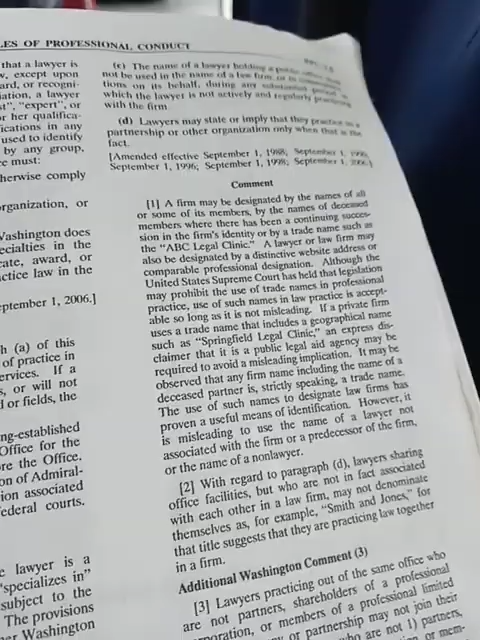 LES OF PROFESSIONAL CONDUCT
that a lawyer is
w, except upon
ard, or recogni-
iation, a lawyer
st", "expert", or
or her qualifica-
ications in any
used to identify
by any group,
ce must:
herwise comply
organization, or
Washington does
ecialties in the
cate, award, or
actice law in the
eptember 1, 2006.]
h (a) of this
of practice in
ervices. If a
s, or will not
l or fields, the
ng-established
Office for the
re the Office.
on of Admiral-
ion associated
ederal courts.
e lawyer is a
"specializes in"
subject to the
The provisions
er Washington
(c) The name of a lawyer holding a public office
not be used in the name of a law firm, or in
tions on its behalf, during any substantial period
which the lawyer is not actively and regularly practicing
with the firm.
(d) Lawyers may state or imply that they practice in a
partnership or other organization only when that is the
fact.
[Amended effective September 1, 1988; September 1, 1990;
September 1, 1996; September 1, 1998; September 1, 2006.]
Comment
[1] A firm may be designated by the names of all
or some of its members, by the names of deceased
members where there has been a continuing succes-
sion in the firm's identity or by a trade name such as
the "ABC Legal Clinic." A lawyer or law firm may
also be designated by a distinctive website address or
comparable professional designation. Although the
United States Supreme Court has held that legislation
may prohibit the use of trade names in professional
practice, use of such names in law practice is accept-
able so long as it is not misleading. If a private firm
uses a trade name that includes a geographical name
such as "Springfield Legal Clinic," an express dis-
claimer that it is a public legal aid agency may be
required to avoid a misleading implication. It may be
observed that any firm name including the name of a
deceased partner is, strictly speaking, a trade name.
The use of such names to designate law firms has
proven a useful means of identification. However, it
is misleading to use the name of a lawyer not
associated with the firm or a predecessor of the firm,
or the name of a nonlawyer.
[2] With regard to paragraph (d), lawyers sharing
office facilities, but who are not in fact associated
with each other in a law firm, may not denominate
themselves as, for example, "Smith and Jones," for
that title suggests that they are practicing law together
in a firm.
Additional Washington Comment (3)
[3] Lawyers practicing out of the same office who
are not partners, shareholders of a professional
corporation, or members of a professional limited
or partnership may not join their
who are not 1) partners,
or mem-